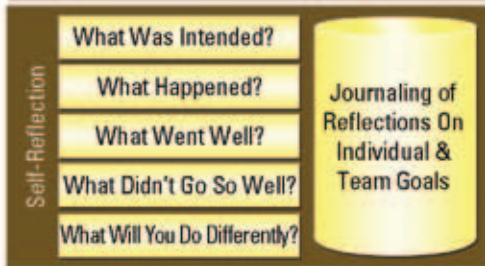 Self-Reflection
What Was Intended?
What Happened?
What Went Well?
What Didn't Go So Well?
What Will You Do Differently?
Journaling of
Reflections On
Individual &
Team Goals